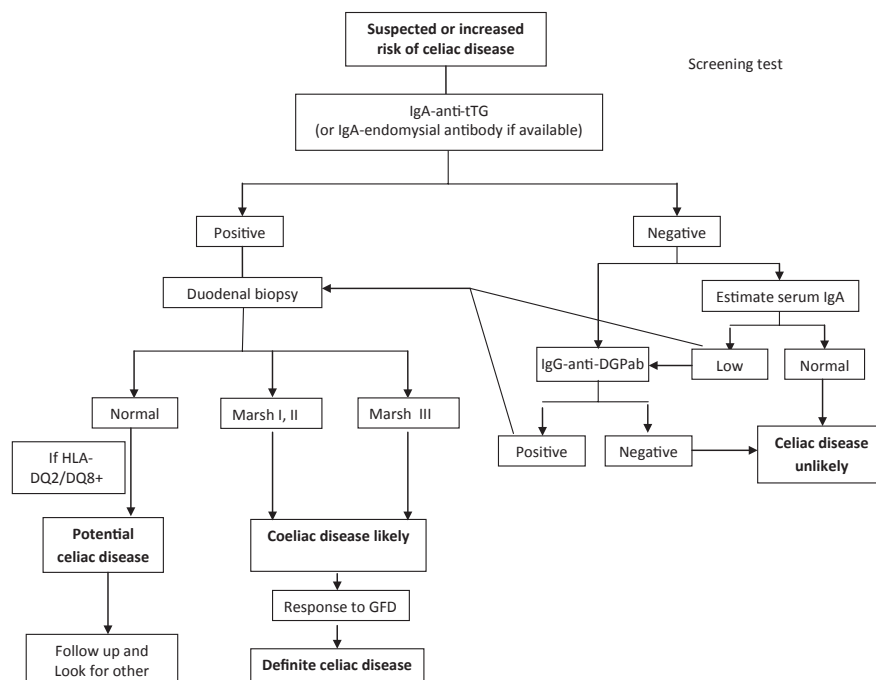 Suspected or increased
risk of celiac disease
Screening test
IgA-anti-tTG
(or IgA-endomysial antibody if available)
Positive
Negative
Duodenal biopsy
Estimate serum IgA
IgG-anti-DGPab
Low
Normal
Normal
Marsh I, II
Marsh III
Positive
Negative
Celiac disease
unlikely
If HLA-
DQ2/DQ8+
Potential
celiac disease
Coeliac disease likely
Response to GFD
Follow up and
Look for other
Definite celiac disease